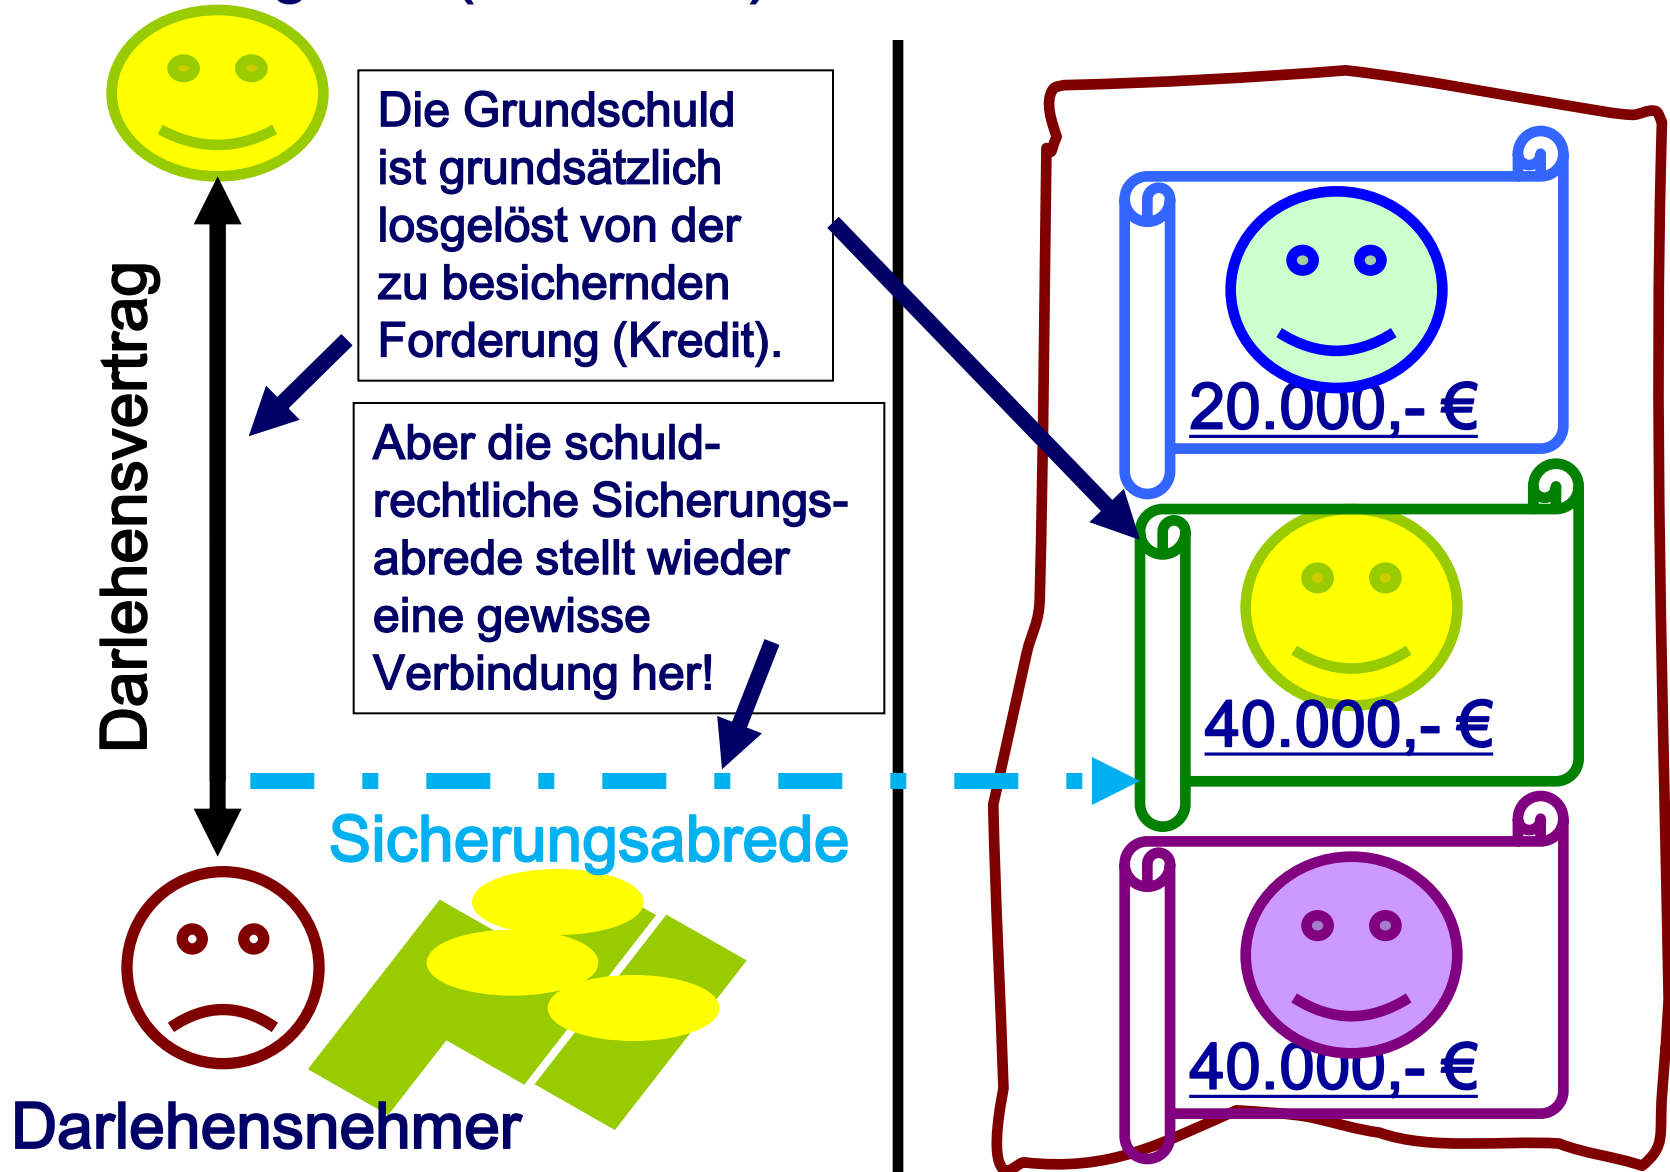 Die Grundschuld
ist grundsätzlich
losgelöst von der
zu besichernden
Forderung (Kredit).
Aber die schuld-
rechtliche Sicherungs-
abrede stellt wieder
eine gewisse
Verbindung her!
Darlehensvertrag
Sicherungsabrede
Darlehensnehmer
20.000,- €
40.000,- €
40.000,- €